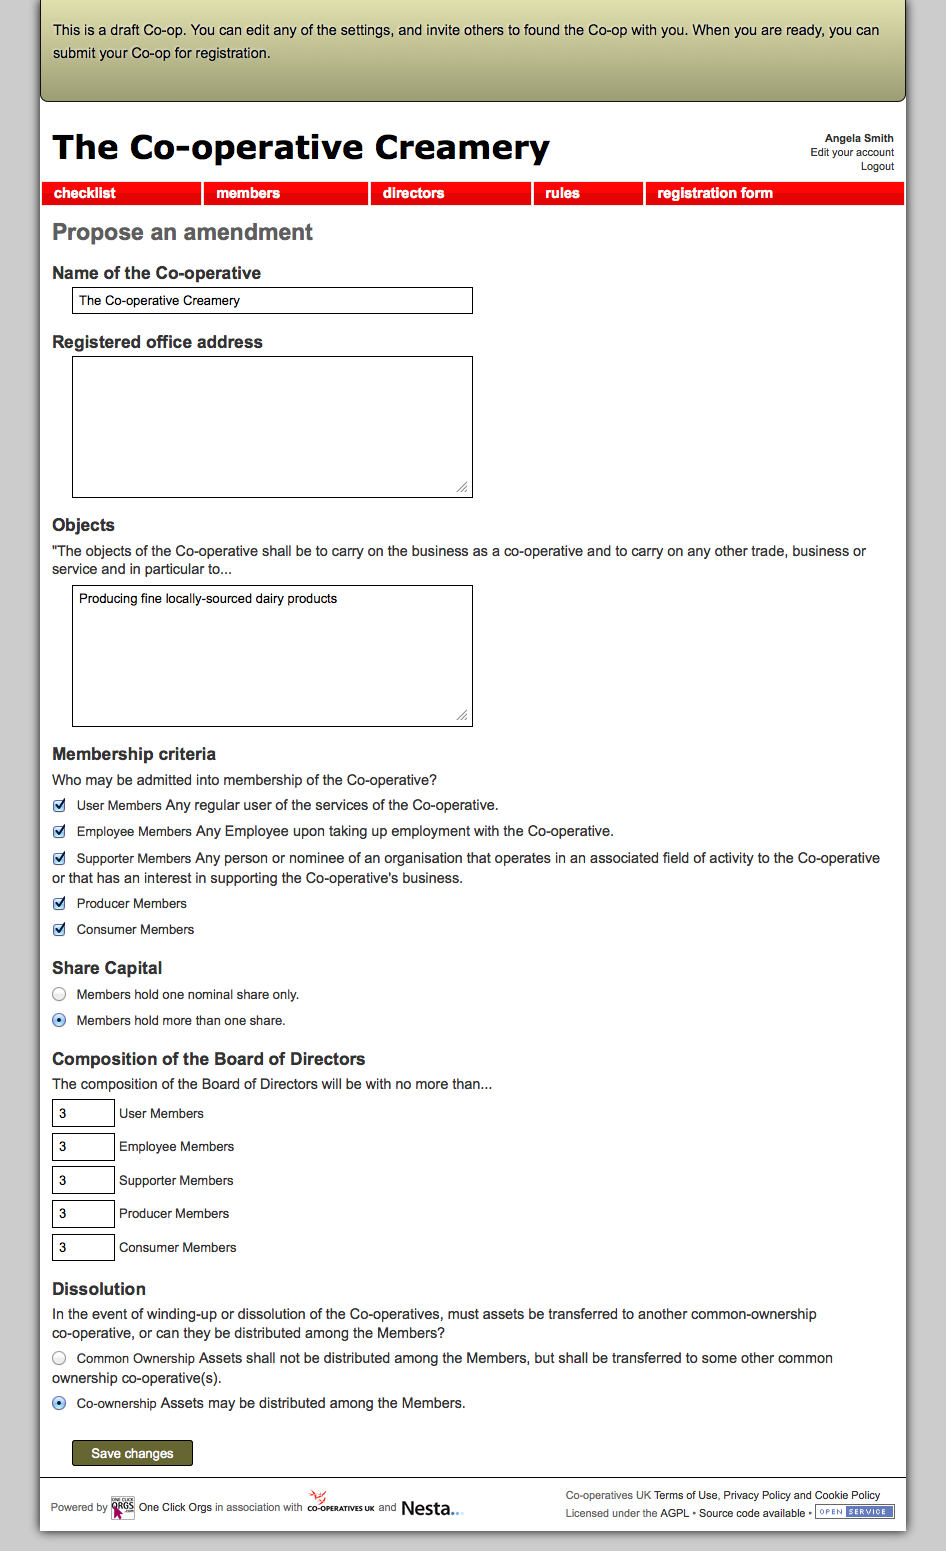 This is a draft Co-op. You can edit any of the settings, and invite others to found the Co-op with you. When you are ready, you can
submit your Co-op for registration.
The Co-operative Creamery
Angela Smith
Edit your account
Logout
checklist members directors rules registration form
Propose an amendment
Name of the Co-operative
The Co-operative Creamery
Registered office address
Objects
"The objects of the Co-operative shall be to carry on the business as a co-operative and to carry on any other trade, business or
service and in particular to...
Producing fine locally-sourced dairy products
Membership criteria
Who may be admitted into membership of the Co-operative?
User Members Any regular user of the services of the Co-operative.
Employee Members Any Employee upon taking up employment with the Co-operative.
Supporter Members Any person or nominee of an organisation that operates in an associated field of activity to the Co-operative
or that has an interest in supporting the Co-operative's business.
Producer Members
Consumer Members
Share Capital
Members hold one nominal share only.
Members hold more than one share.
Composition of the Board of Directors
The composition of the Board of Directors will be with no more than...
3 User Members
3 Employee Members
3 Supporter Members
3 Producer Members
3 Consumer Members
Dissolution
In the event of winding-up or dissolution of the Co-operatives, must assets be transferred to another common-ownership
co-operative, or can they be distributed among the Members?
Common Ownership Assets shall not be distributed among the Members, but shall be transferred to some other common
ownership co-operative(s).
Co-ownership Assets may be distributed among the Members.
Save changes
Powered by ONE CLICK ORGS .com One Click Orgs in association with CO-OPERATIVES UK and Nesta...
Co-operatives UK Terms of Use, Privacy Policy and Cookie Policy
Licensed under the AGPL • Source code available • OPEN SERVICE